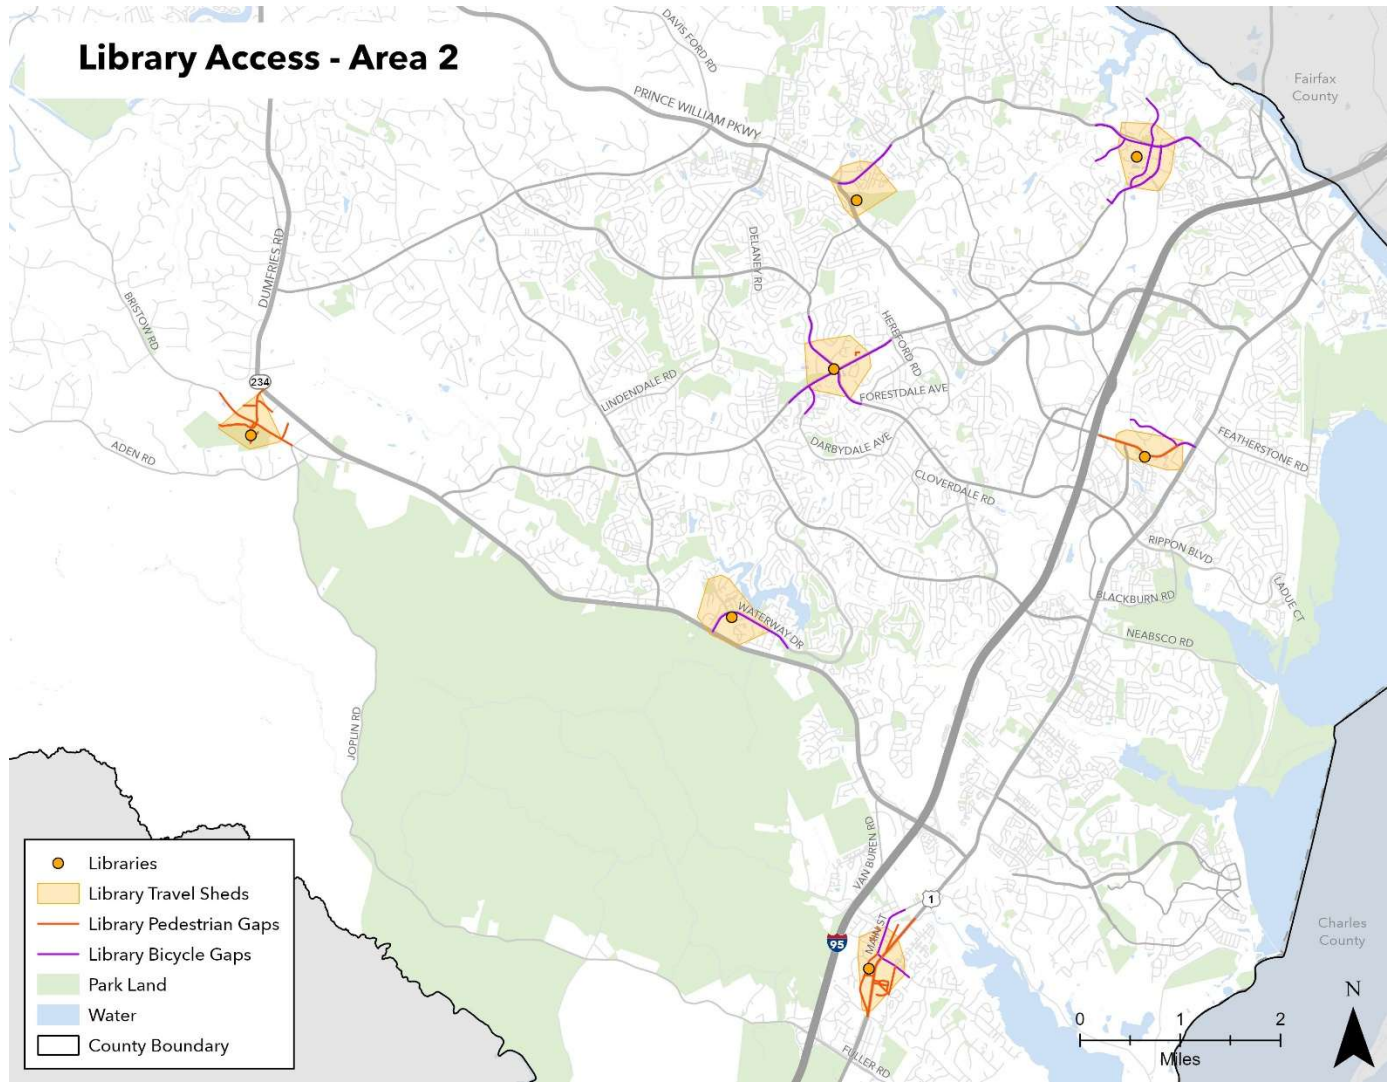 Library Access - Area 2
DAVIS FORD RD
PRINCE WILLIAM PKWY
Fairfax
County
DUMFRIES RD
DELANEY RD
BRISTOW RD
HEREFORD RD
234
LINDENDALE RD
FORESTDALE AVE
DARBYDALE AVE
FEATHERSTONE RD
ADEN RD
CLOVERDALE RD
RIPPON BLVD
LADUE CT
BLACKBURN RD
WATERWAY DR
NEABSCO RD
JOPLIN RD
VAN BUREN RD
1
MAIN ST
95
Charles
County
FULLER RD
Libraries
Library Travel Sheds
Library Pedestrian Gaps
Library Bicycle Gaps
Park Land
Water
County Boundary
0 1 2
Miles
N